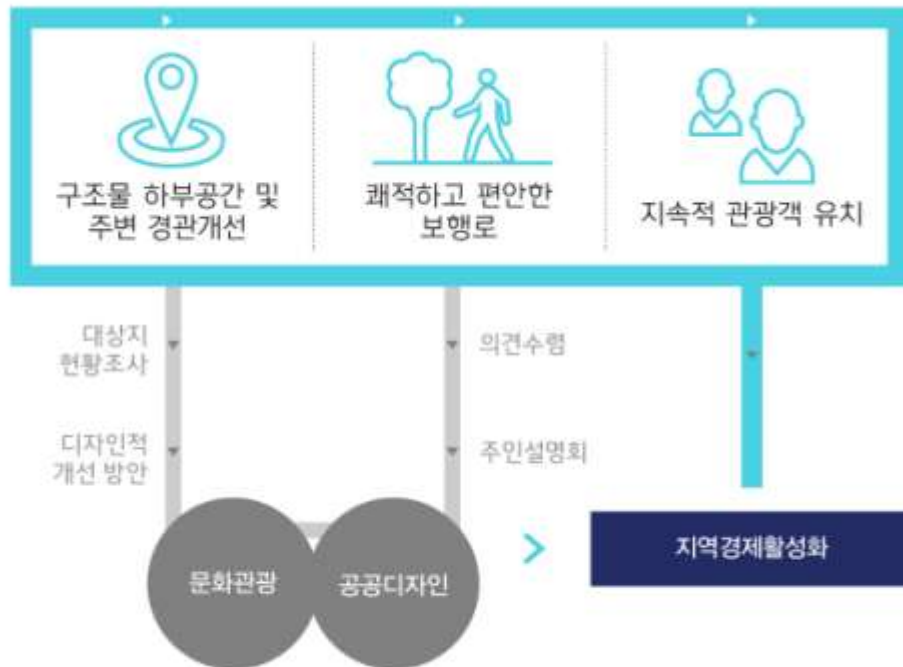 구조물 하부공간 및
주변 경관개선
쾌적하고 편안한
보행로
지속적 관광객 유치
대상지
현황조사
의견수렴
디자인적
개선 방안
주인설명회
문화관광
공공디자인
지역경제활성화